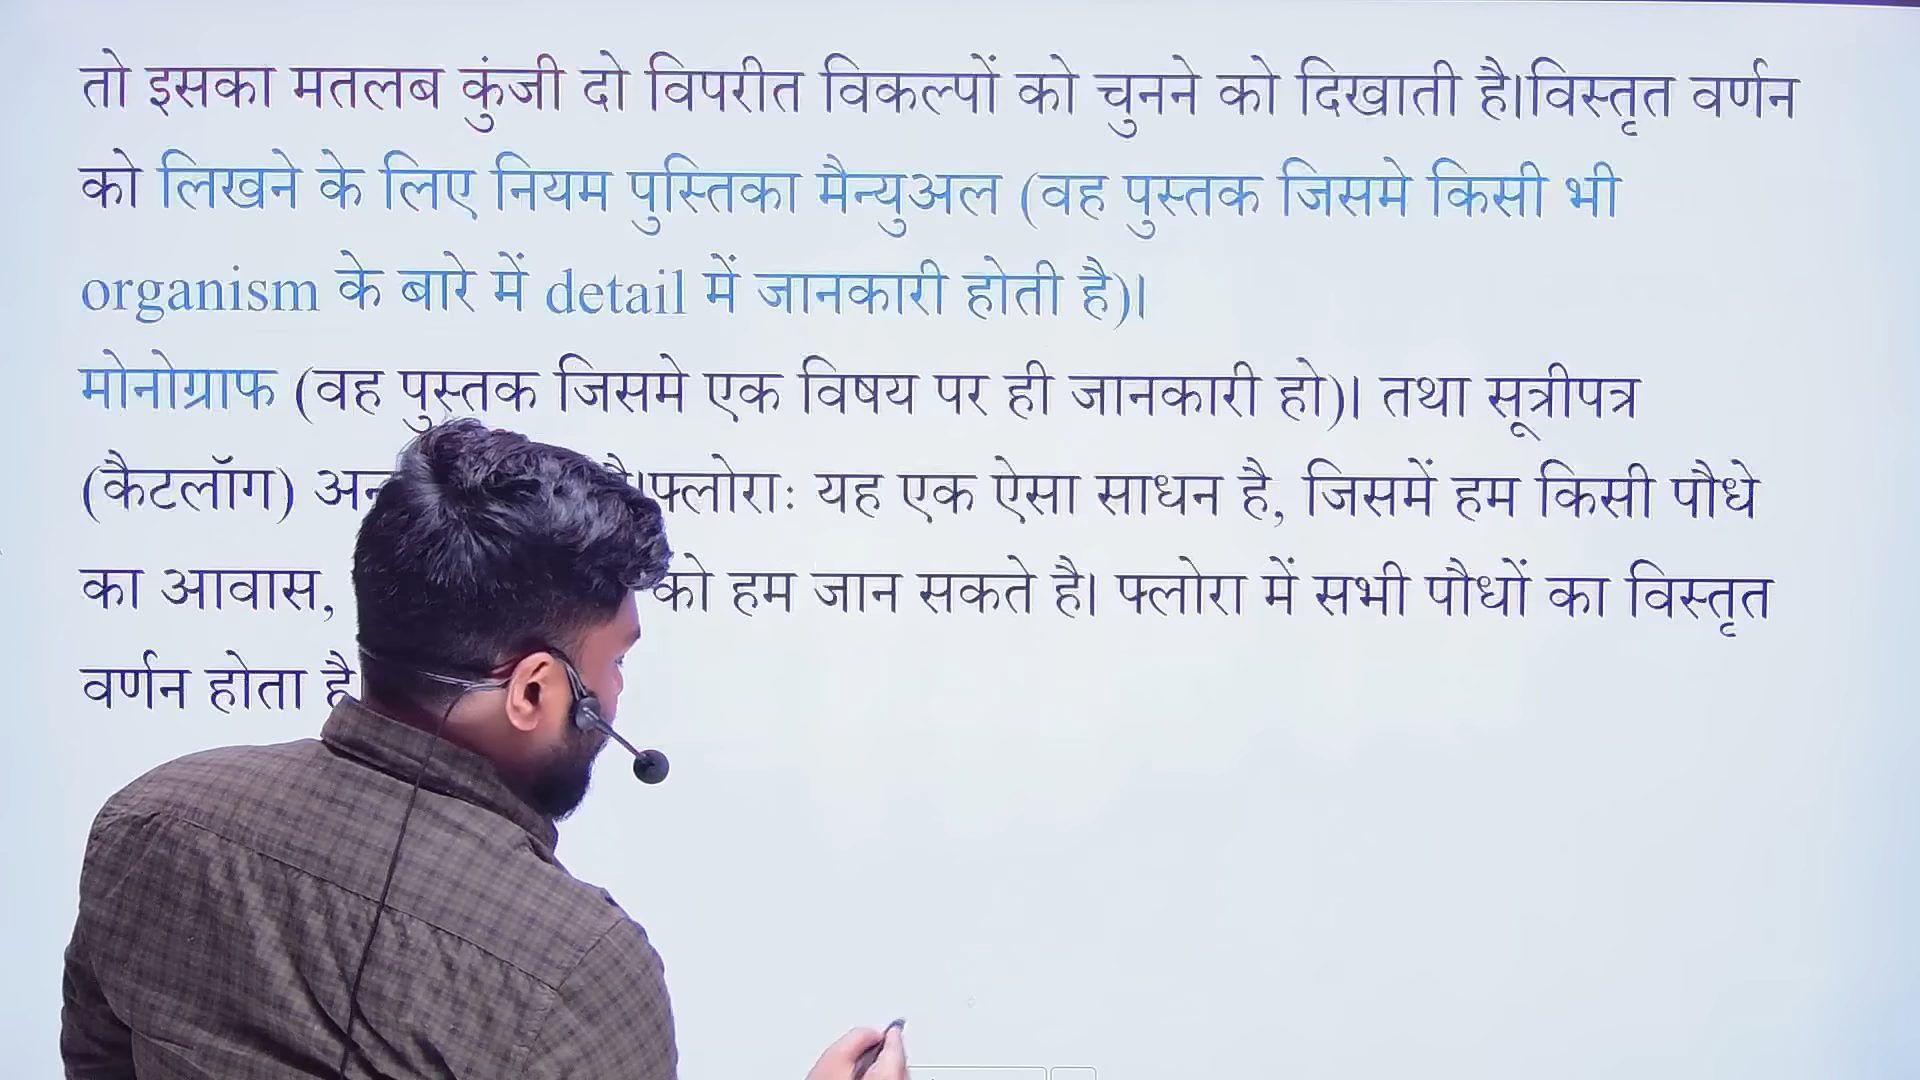 तो इसका मतलब कुंजी दो विपरीत विकल्पों को चुनने को दिखाती है।विस्तृत वर्णन
को लिखने के लिए नियम पुस्तिका मैन्युअल (वह पुस्तक जिसमे किसी भी
organism के बारे में detail में जानकारी होती है)।
मोनोग्राफ (वह पुस्तक जिसमे एक विषय पर ही जानकारी हो)। तथा सूत्रीपत्र
(कैटलॉग) है।फ्लोराः यह एक ऐसा साधन है, जिसमें हम किसी पौधे
का आवास, को हम जान सकते है। फ्लोरा में सभी पौधों का विस्तृत
वर्णन होता है